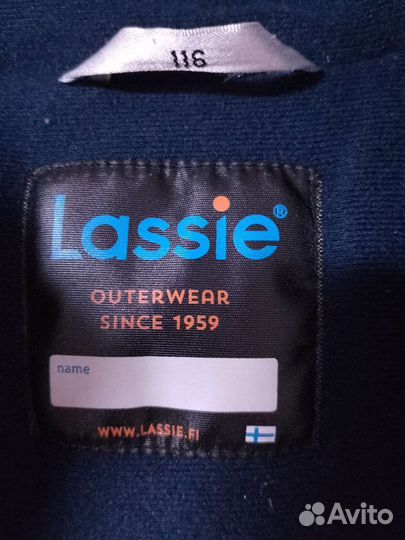 116
Lassie®
OUTERWEAR
SINCE 1959
name
WWW.LASSIE.FI
Avito